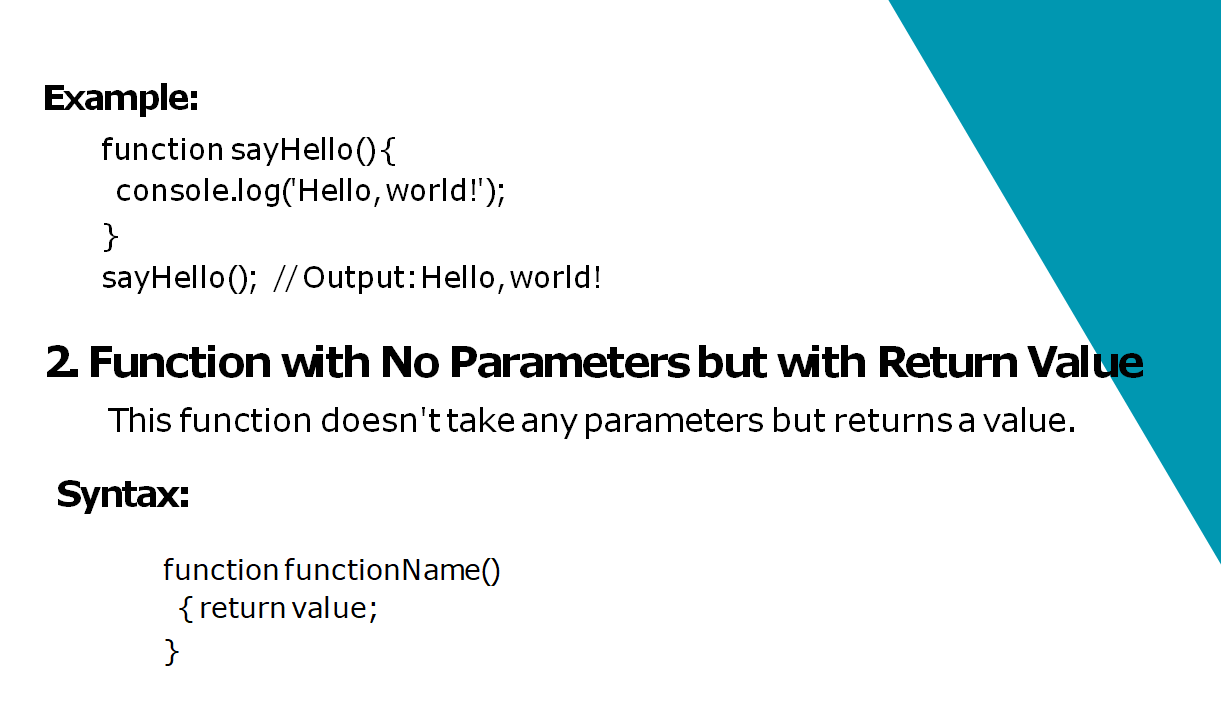 Example:
function sayHello(){
console.log('Hello, world!');
}
sayHello(); // Output: Hello, world!
2. Function with No Parameters but with Return Value
This function doesn't take any parameters but returns a value.
Syntax:
function functionName()
{ return value;
}